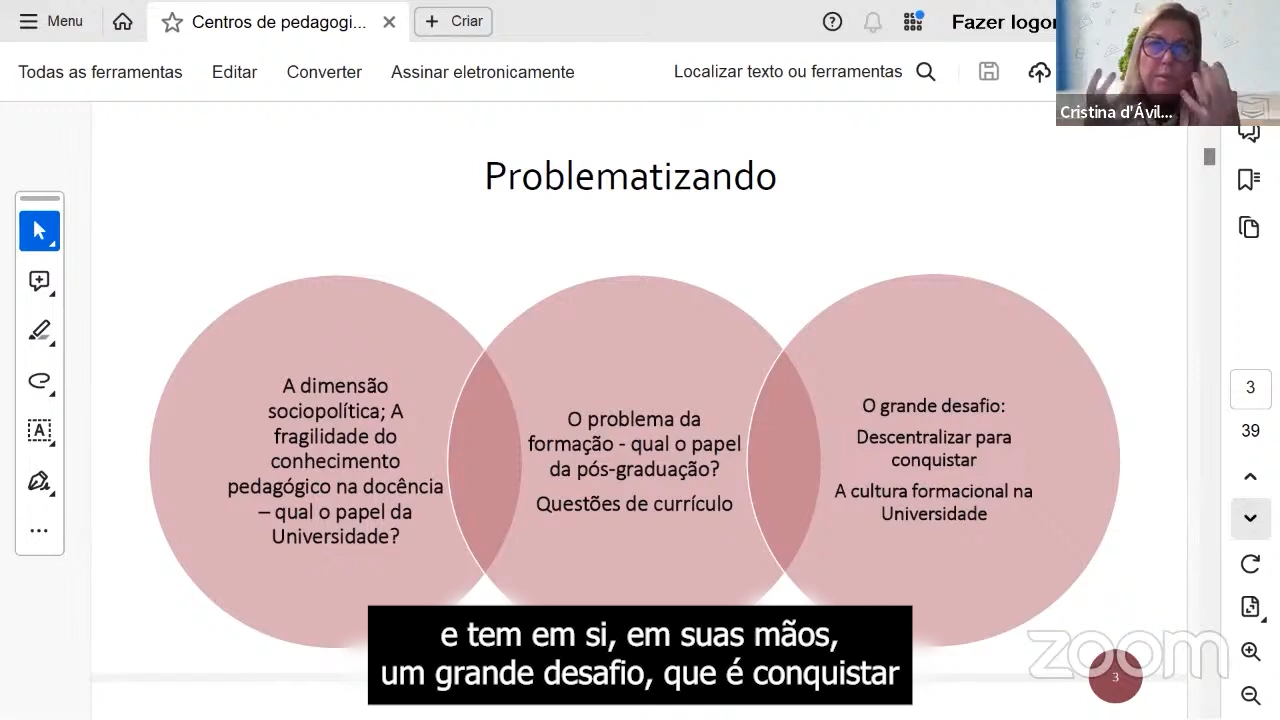 Menu
Centros de pedagogi...
Criar
Fazer logon
Todas as ferramentas
Editar
Converter
Assinar eletronicamente
Localizar texto ou ferramentas
Cristina d'Ávil...
Problematizando
A dimensão
sociopolítica; A
fragilidade do
conhecimento
pedagógico na docência
– qual o papel da
Universidade?
O problema da
formação - qual o papel
da pós-graduação?
Questões de currículo
O grande desafio:
Descentralizar para
conquistar
A cultura formacional na
Universidade
3
39
e tem em si, em suas mãos,
um grande desafio, que é conquistar
zoom
3